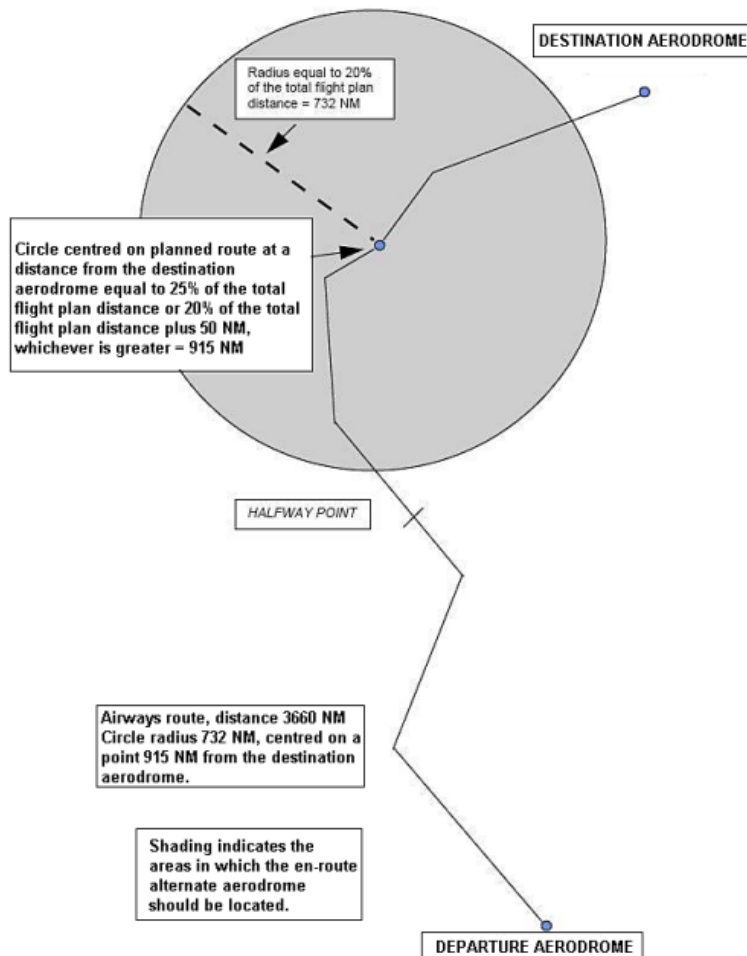 DESTINATION AERODROME
Radius equal to 20%
of the total flight plan
distance = 732 NM
Circle centred on planned route at a
distance from the destination
aerodrome equal to 25% of the total
flight plan distance or 20% of the total
flight plan distance plus 50 NM,
whichever is greater = 915 NM
HALFWAY POINT
Airways route, distance 3660 NM
Circle radius 732 NM, centred on a
point 915 NM from the destination
aerodrome.
Shading indicates the
areas in which the en-route
alternate aerodrome
should be located.
DEPARTURE AERODROME